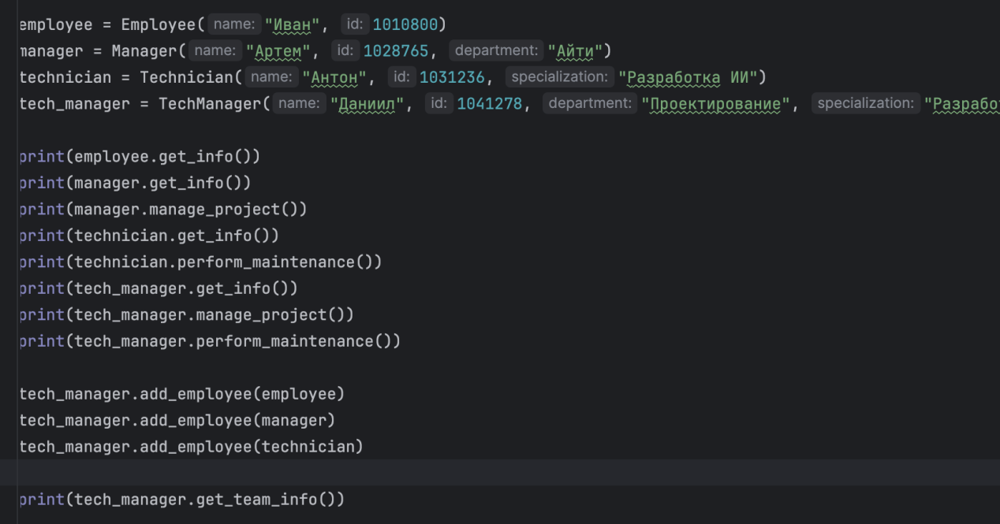 employee = Employee( name: "Иван", id: 1010800)
manager = Manager( name: "Артем", id: 1028765, department: "Айти")
technician = Technician( name: "Антон", id: 1031236, specialization: "Разработка ИИ")
tech_manager = TechManager( name: "Даниил", id: 1041278, department: "Проектирование", specialization:
print(employee.get_info())
print(manager.get_info())
print(manager.manage_project())
print(technician.get_info())
print(technician.perform_maintenance())
print(tech_manager.get_info())
print(tech_manager.manage_project())
print(tech_manager.perform_maintenance())
tech_manager.add_employee(employee)
tech_manager.add_employee(manager)
tech_manager.add_employee(technician)
print(tech_manager.get_team_info())